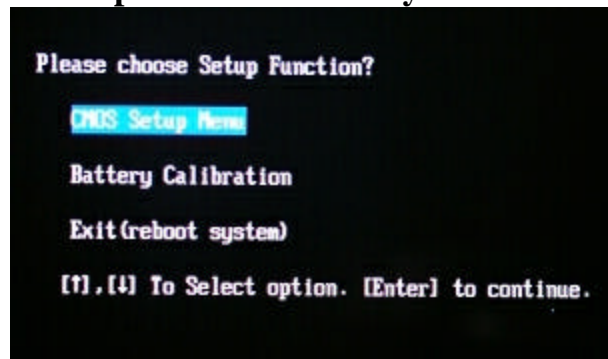 Please choose Setup Function?
CMOS Setup Menu
Battery Calibration
Exit(reboot system)
[↑],[↓] To Select option. [Enter] to continue.